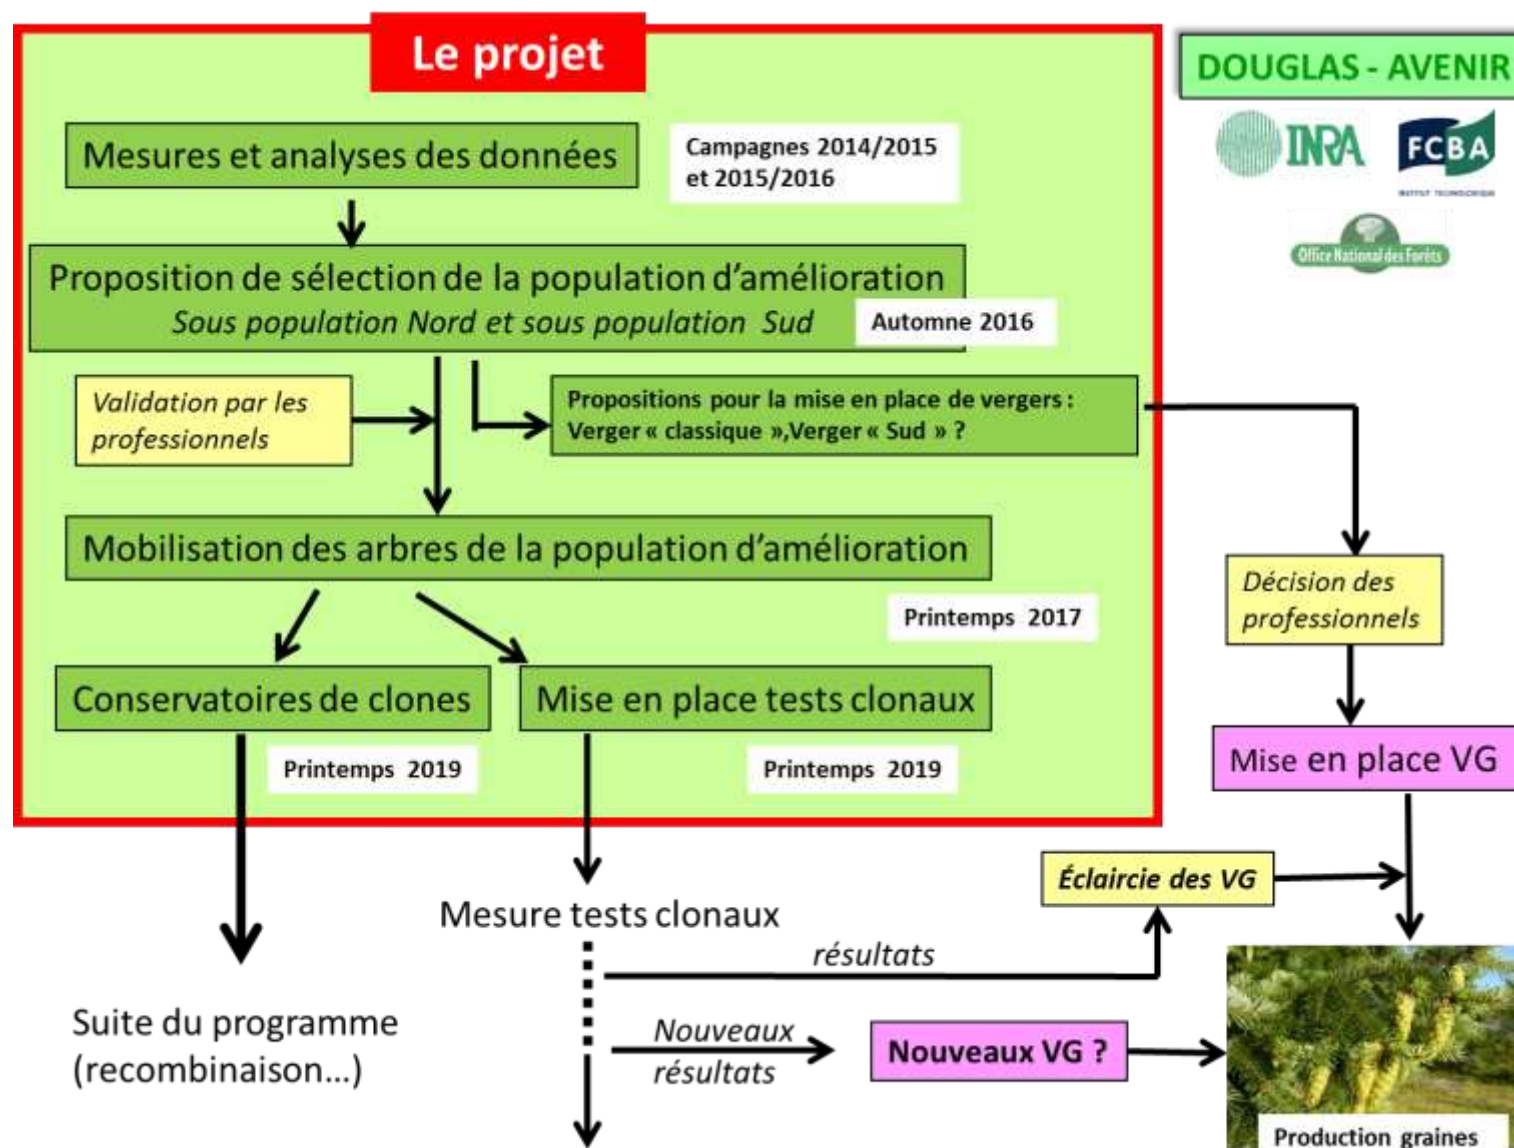 Le projet
DOUGLAS - AVENIR
INRA
FCBA
INSTITUT TECHNOLOGIQUE
Office National des Forêts
Mesures et analyses des données
Campagnes 2014/2015
et 2015/2016
Proposition de sélection de la population d'amélioration
Sous population Nord et sous population Sud
Automne 2016
Validation par les
professionnels
Propositions pour la mise en place de vergers :
Verger « classique »,Verger « Sud » ?
Mobilisation des arbres de la population d'amélioration
Printemps 2017
Décision des
professionnels
Conservatoires de clones
Mise en place tests clonaux
Printemps 2019
Printemps 2019
Mise en place VG
Éclaircie des VG
Mesure tests clonaux
résultats
Suite du programme
(recombinaison...)
Nouveaux
résultats
Nouveaux VG ?
Production graines